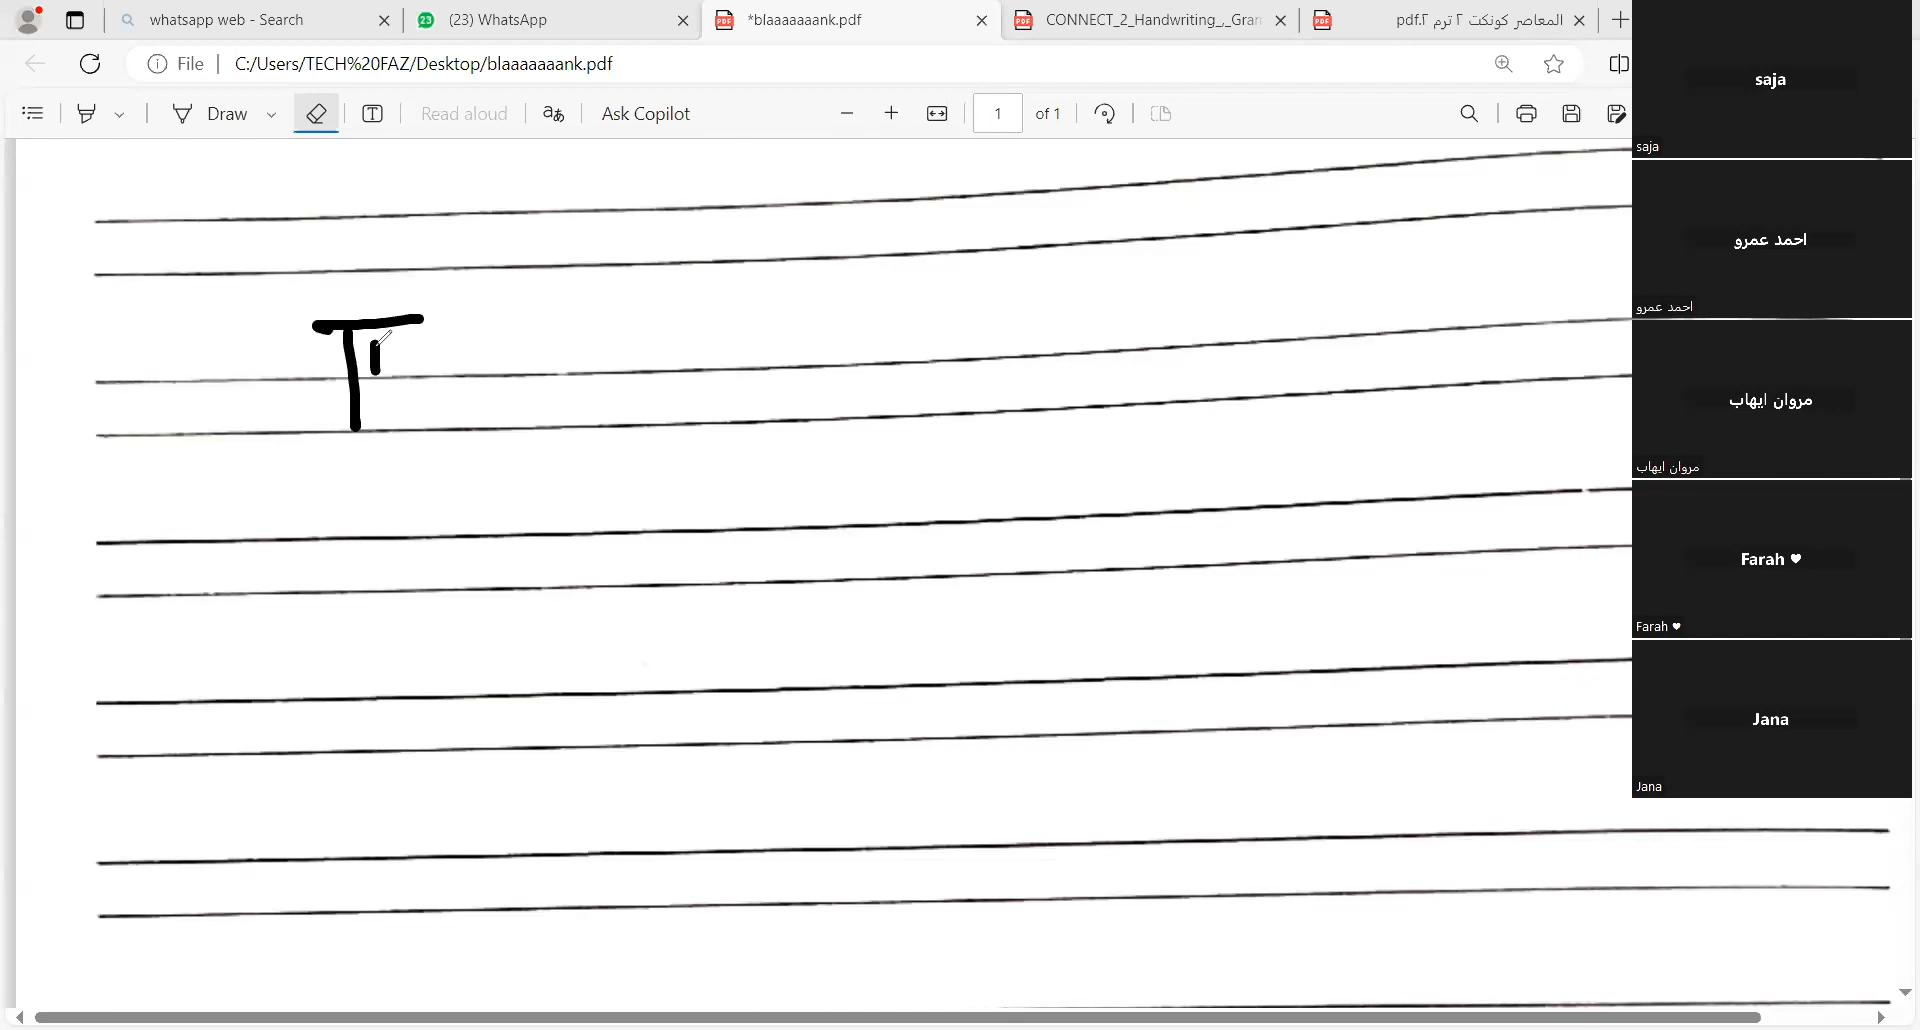 whatsapp web - Search
(23) WhatsApp
*blaaaaaaank.pdf
CONNECT_2_Handwriting_,_Gra
المعاصر كونكت ٢ ترم ٢.pdf
File
C:/Users/TECH%20FAZ/Desktop/blaaaaaaank.pdf
Draw
Read aloud
Ask Copilot
1 of 1
T
saja
saja
احمد عمرو
احمد عمرو
مروان ايهاب
مروان ايهاب
Farah ♥
Farah ♥
Jana
Jana